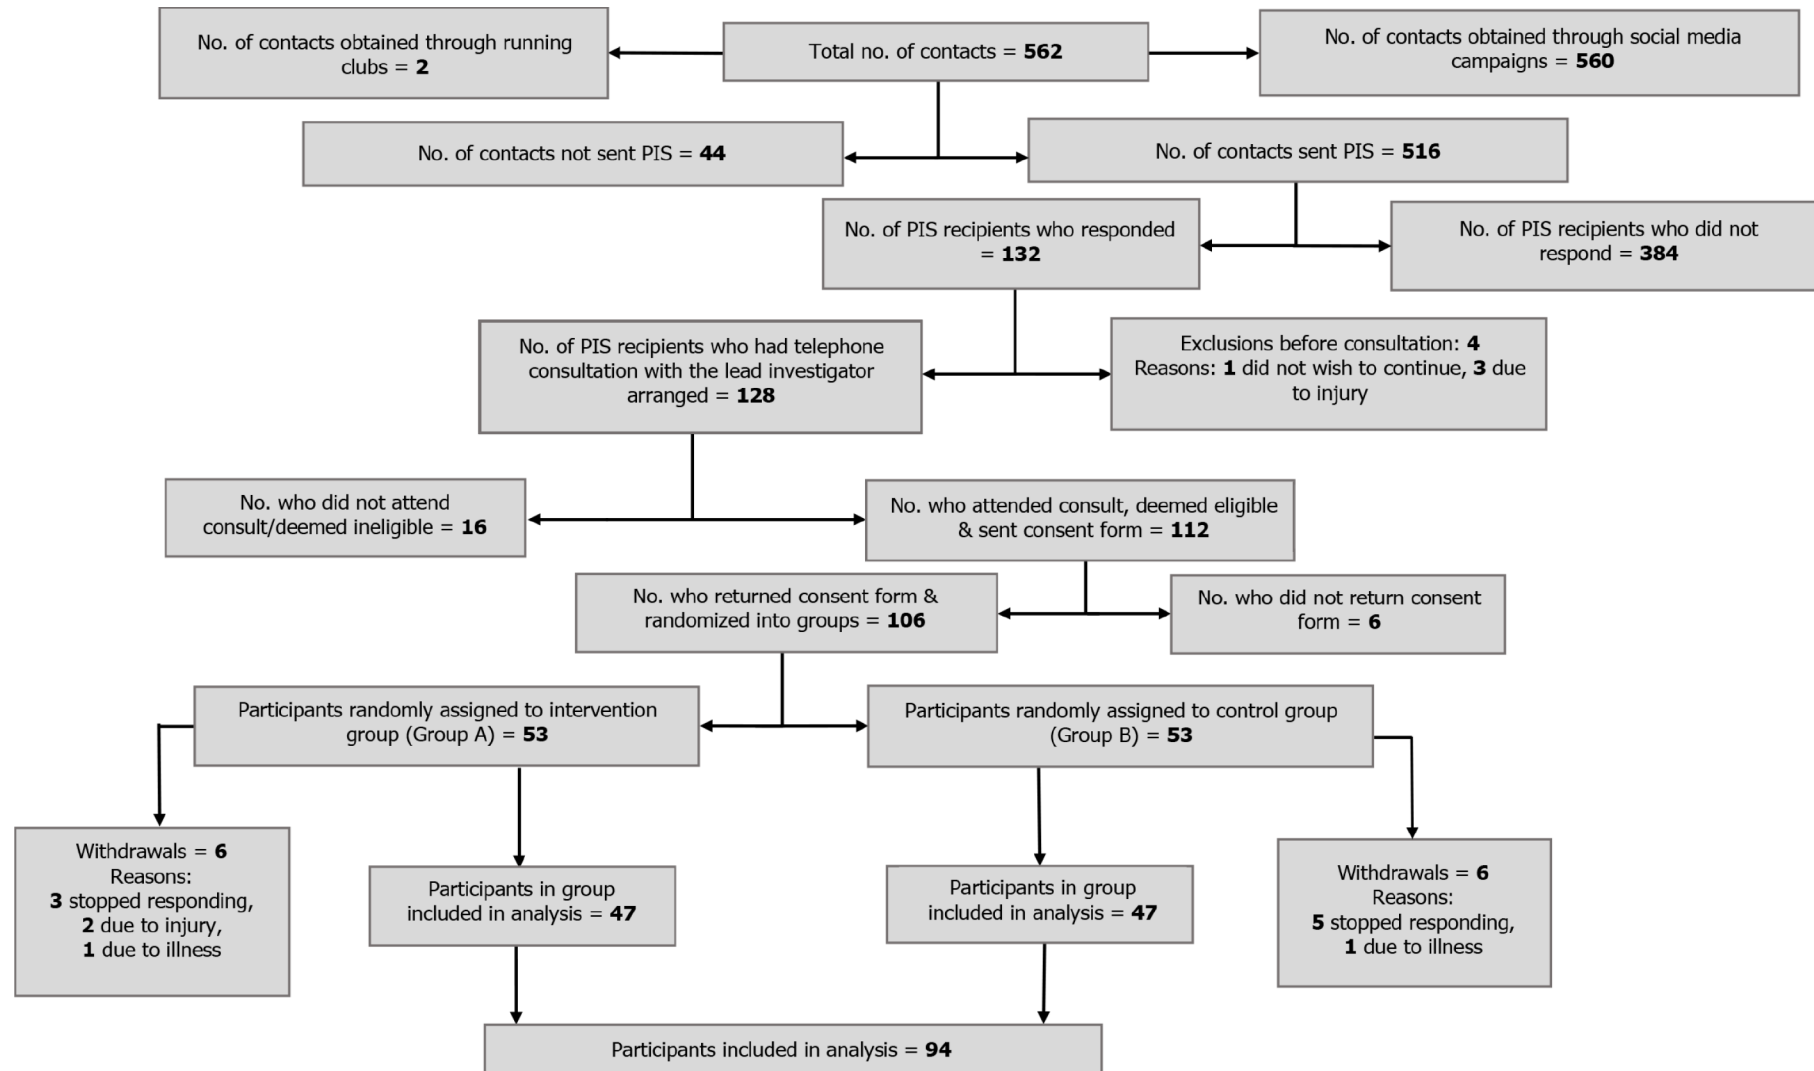 No. of contacts obtained through running
clubs = 2
Total no. of contacts = 562
No. of contacts obtained through social media
campaigns = 560
No. of contacts not sent PIS = 44
No. of contacts sent PIS = 516
No. of PIS recipients who responded
= 132
No. of PIS recipients who did not
respond = 384
No. of PIS recipients who had telephone
consultation with the lead investigator
arranged = 128
Exclusions before consultation: 4
Reasons: 1 did not wish to continue, 3 due
to injury
No. who did not attend
consult/deemed ineligible = 16
No. who attended consult, deemed eligible
& sent consent form = 112
No. who returned consent form &
randomized into groups = 106
No. who did not return consent
form = 6
Participants randomly assigned to intervention
group (Group A) = 53
Participants randomly assigned to control group
(Group B) = 53
Withdrawals = 6
Reasons:
3 stopped responding,
2 due to injury,
1 due to illness
Participants in group
included in analysis = 47
Participants in group
included in analysis = 47
Withdrawals = 6
Reasons:
5 stopped responding,
1 due to illness
Participants included in analysis = 94